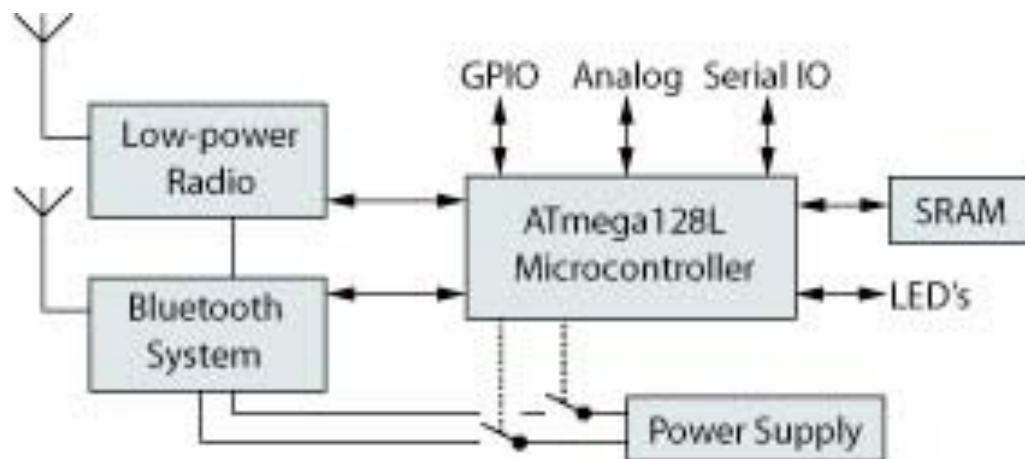 GPIO Analog Serial IO
Low-power
Radio
ATmega128L
Microcontroller
SRAM
LED's
Bluetooth
System
Power Supply